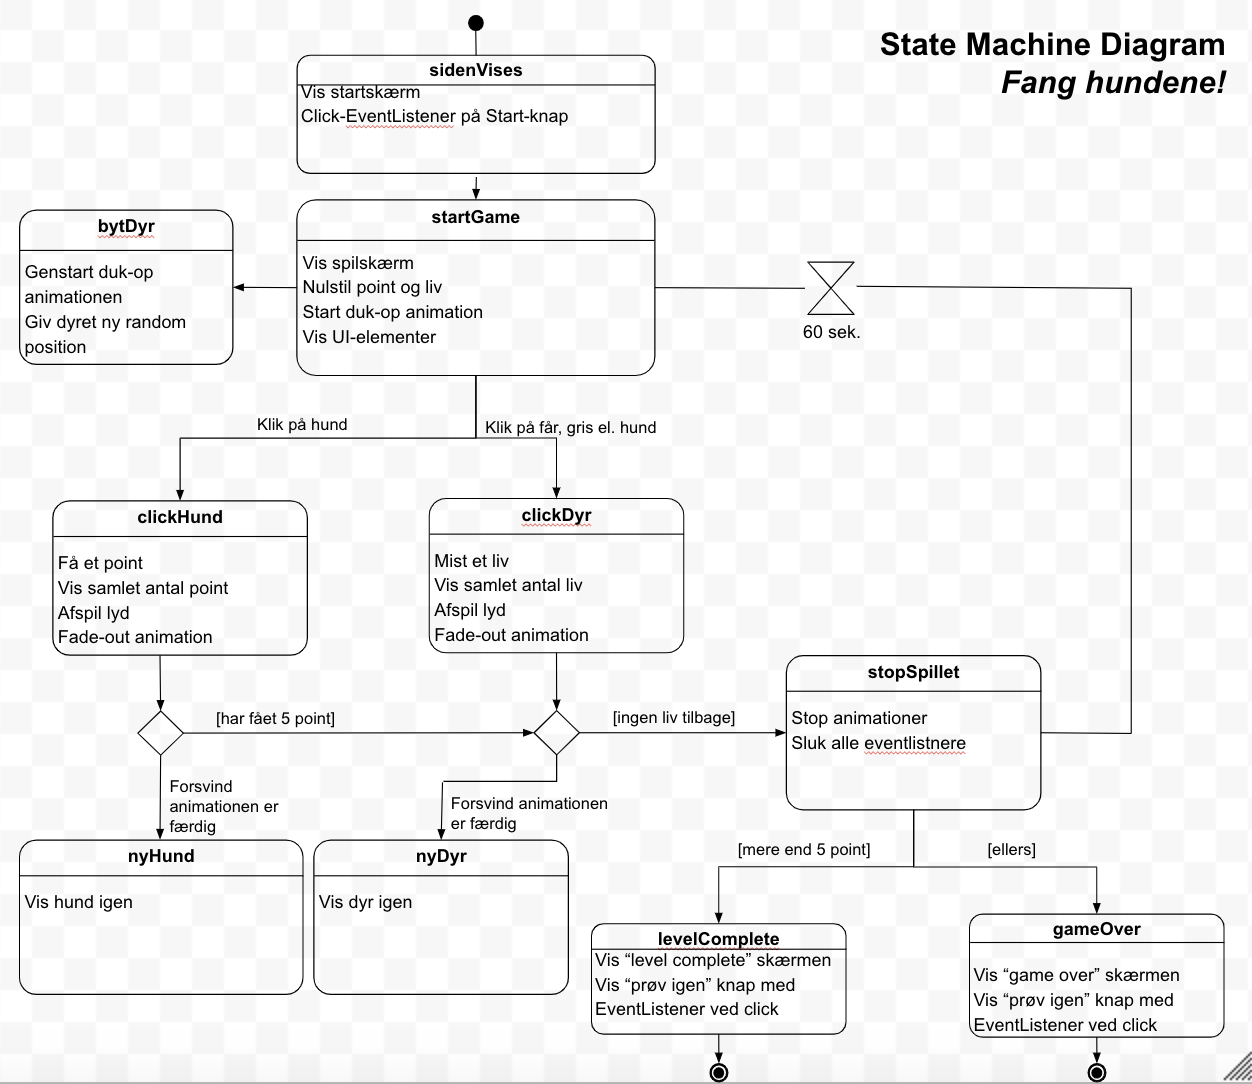 State Machine Diagram
Fang hundene!
sidenVises
Vis startskærm
Click-EventListener på Start-knap
bytDyr
Genstart duk-op
animationen
Giv dyret ny random
position
startGame
Vis spilskærm
Nulstil point og liv
Start duk-op animation
Vis UI-elementer
60 sek.
Klik på hund
Klik på får, gris el. hund
clickHund
Få et point
Vis samlet antal point
Afspil lyd
Fade-out animation
clickDyr
Mist et liv
Vis samlet antal liv
Afspil lyd
Fade-out animation
[har fået 5 point]
[ingen liv tilbage]
stopSpillet
Stop animationer
Sluk alle eventlistnere
Forsvind
animationen er
færdig
Forsvind animationen
er færdig
nyHund
Vis hund igen
nyDyr
Vis dyr igen
[mere end 5 point]
[ellers]
levelComplete
Vis “level complete” skærmen
Vis “prøv igen” knap med
EventListener ved click
gameOver
Vis “game over” skærmen
Vis “prøv igen” knap med
EventListener ved click